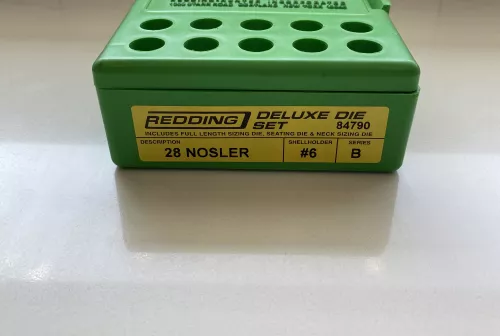 REDDING
DELUXE DIE
SET 84790
INCLUDES FULL LENGTH SIZING DIE, SEATING DIE & NECK SIZING DIE
DESCRIPTION SHELLHOLDER SERIES
28 NOSLER #6 B